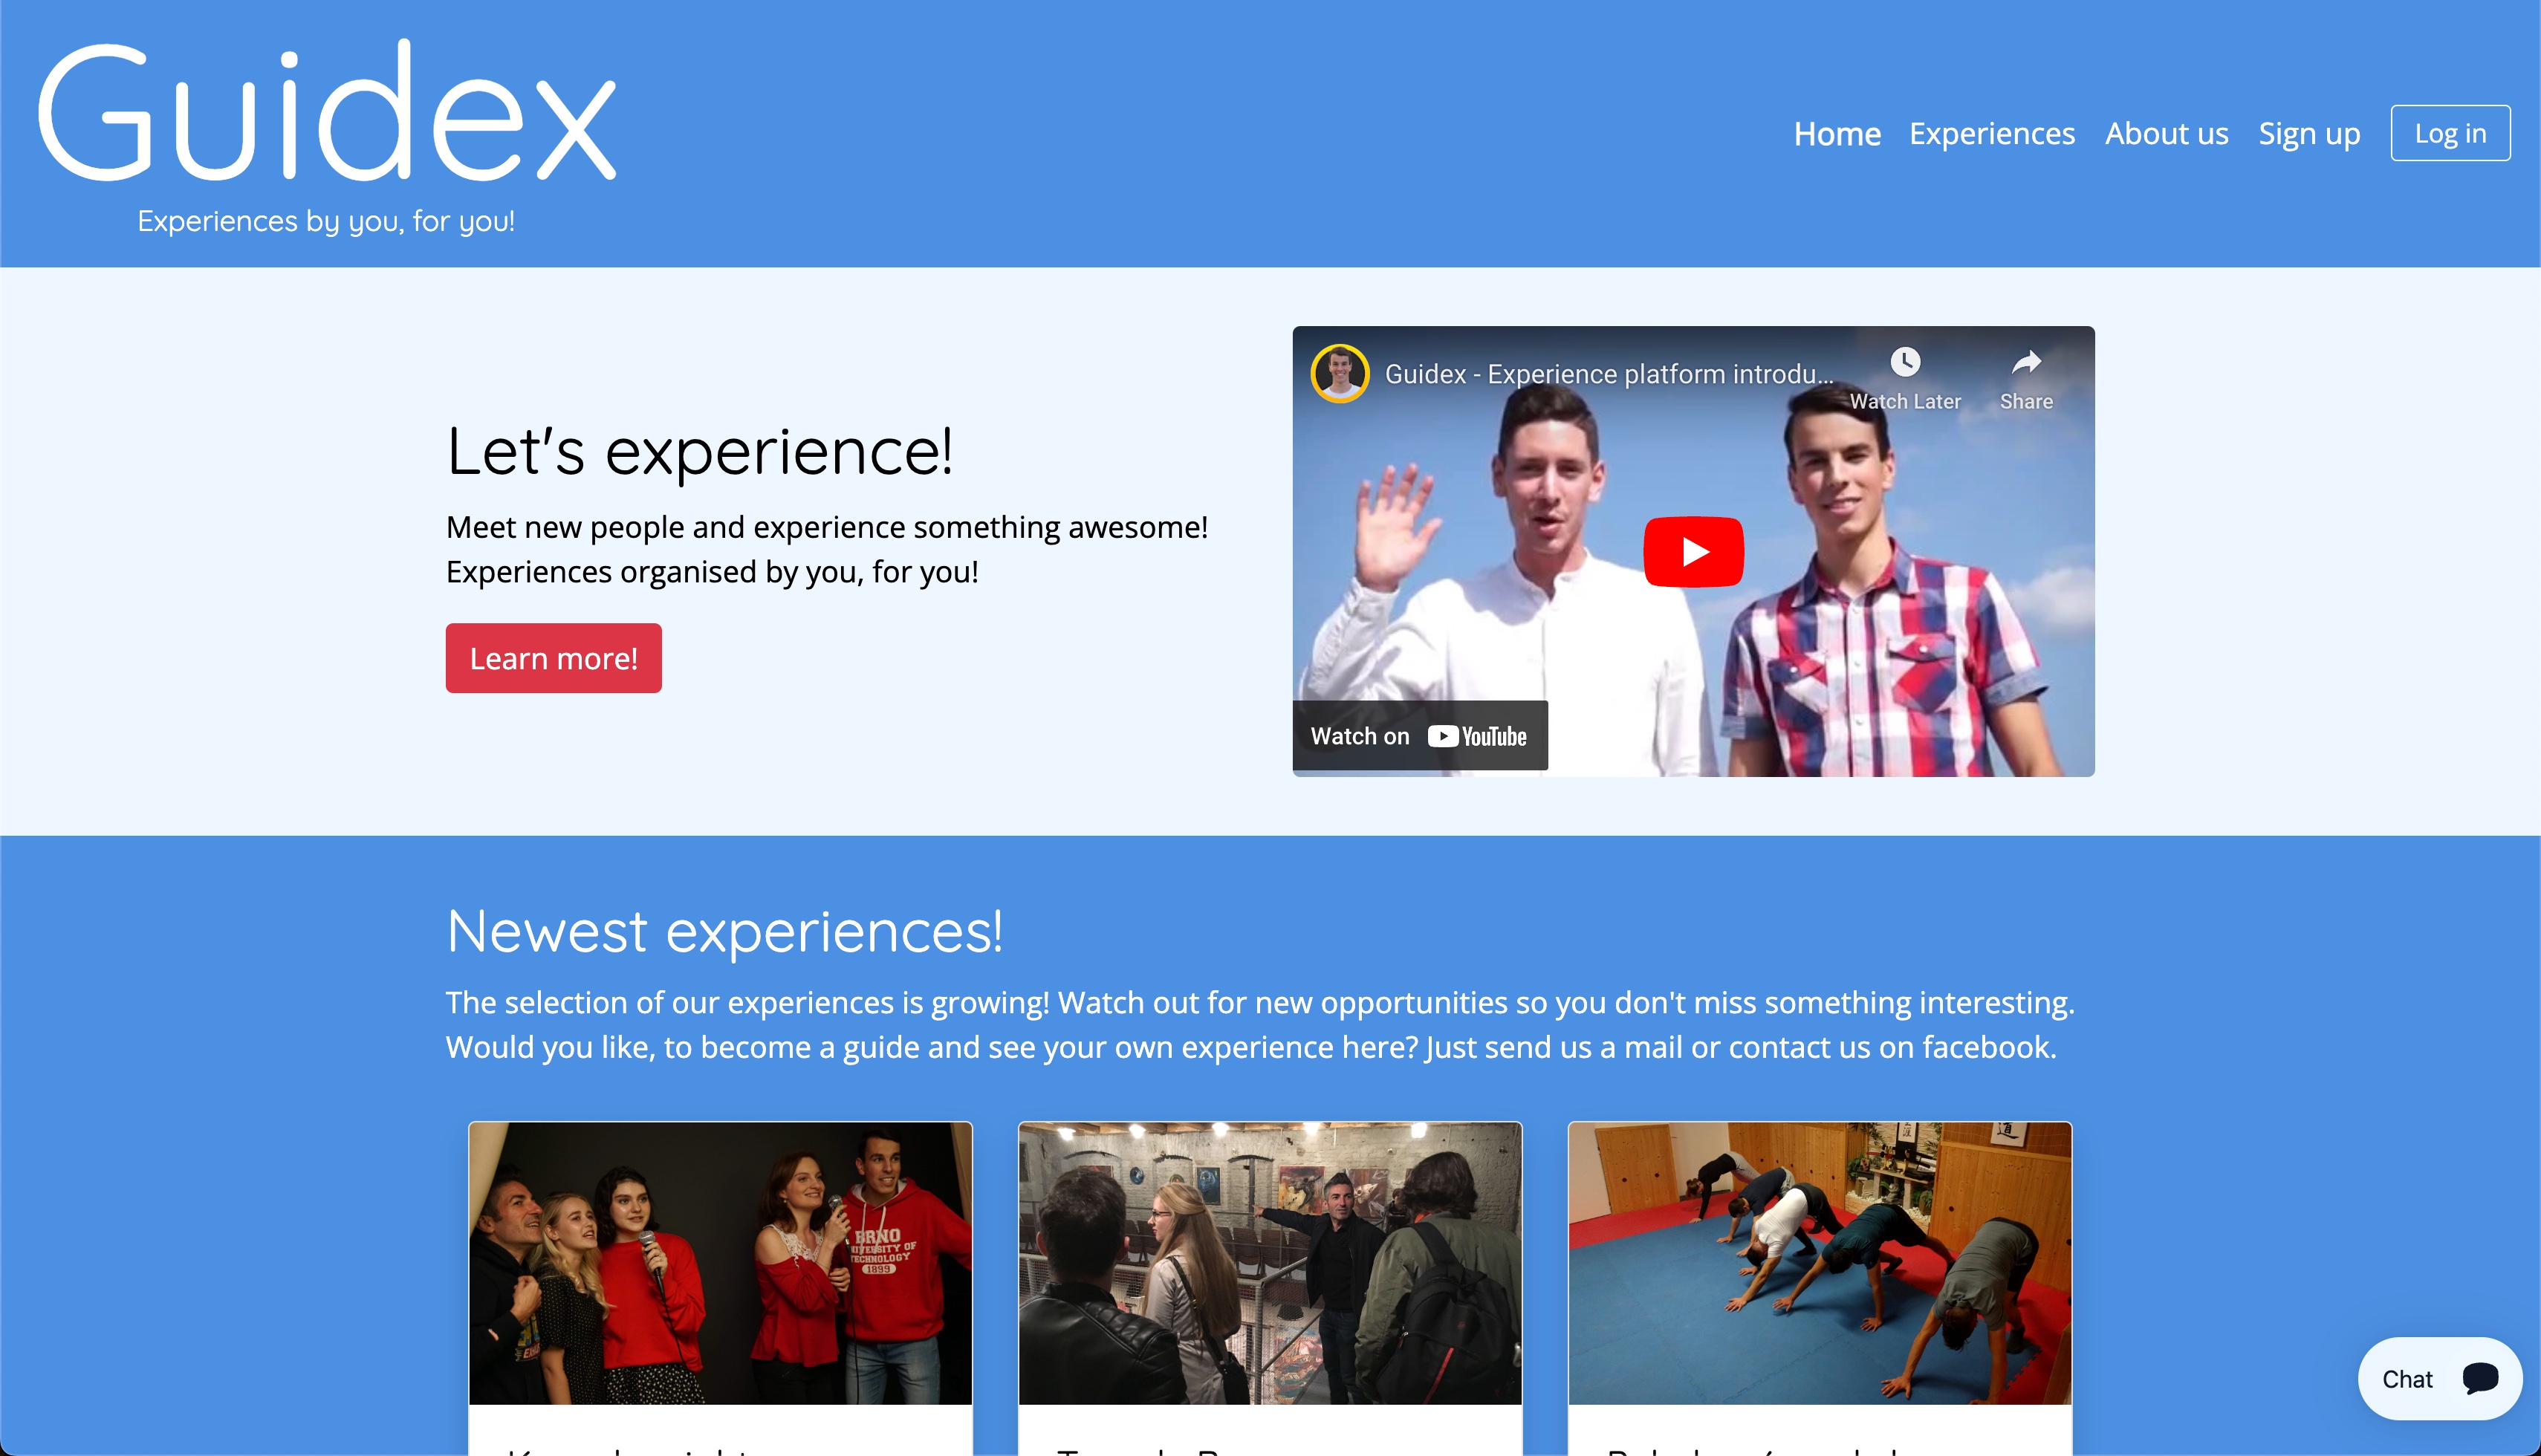 Guidex
Experiences by you, for you!
Home Experiences About us Sign up Log in
Let's experience!
Meet new people and experience something awesome!
Experiences organised by you, for you!
Learn more!
Guidex - Experience platform introdu...
Watch Later
Share
Watch on YouTube
Newest experiences!
The selection of our experiences is growing! Watch out for new opportunities so you don't miss something interesting.
Would you like, to become a guide and see your own experience here? Just send us a mail or contact us on facebook.
BRNO
UNIVERSITY OF
TECHNOLOGY
1899
Chat